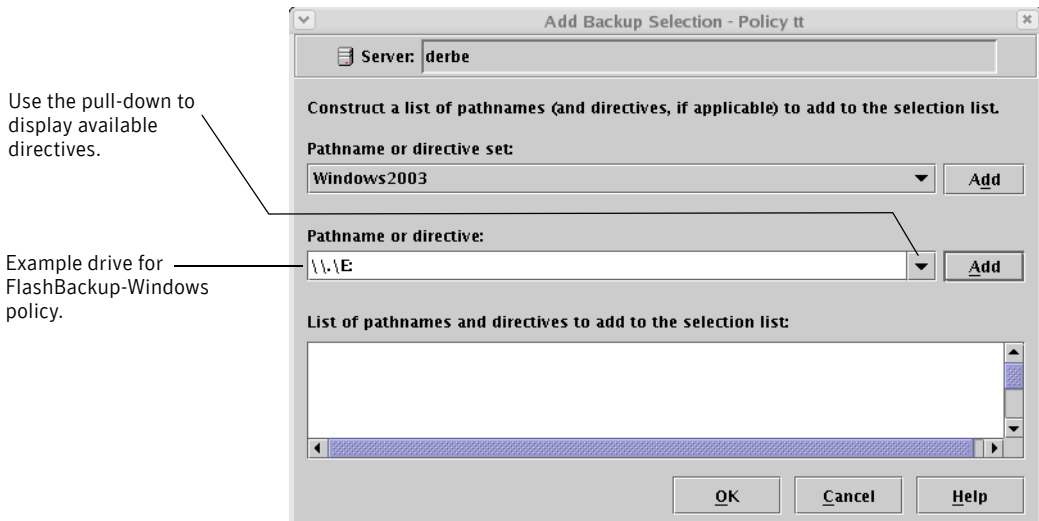 Add Backup Selection - Policy tt
Server: derbe
Use the pull-down to
display available
directives.
Construct a list of pathnames (and directives, if applicable) to add to the selection list.
Pathname or directive set:
Windows2003
Add
Pathname or directive:
Example drive for
FlashBackup-Windows
policy.
\\.\E:
Add
List of pathnames and directives to add to the selection list:
OK
Cancel
Help